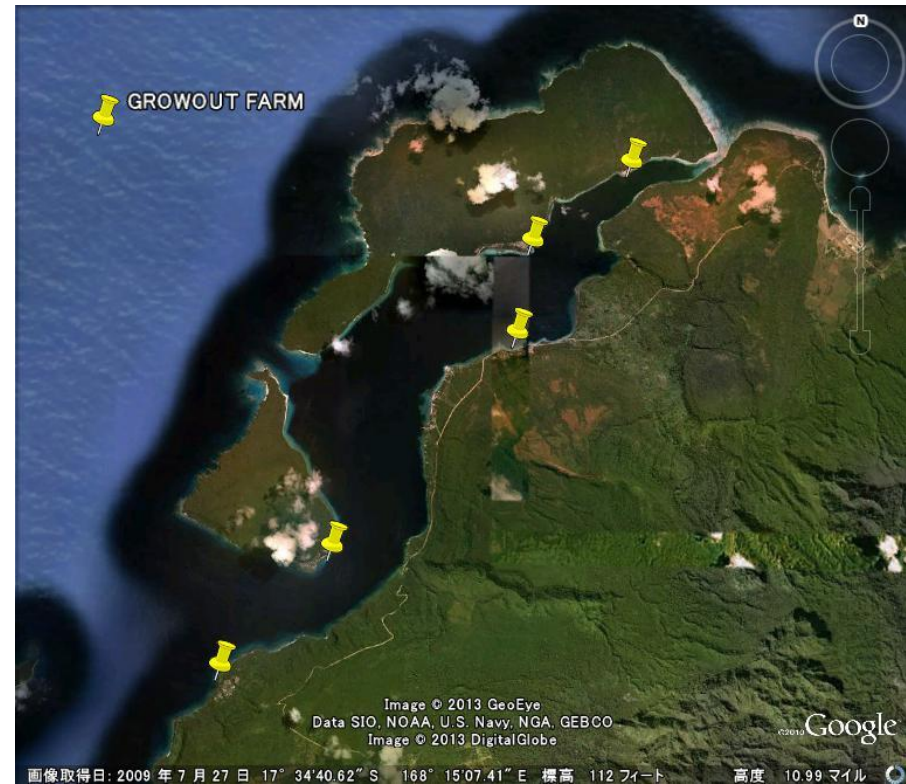 N
GROWOUT FARM
Image © 2013 GeoEye
Data SIO, NOAA, U.S. Navy, NGA, GEBCO
Image © 2013 DigitalGlobe
©2010 Google
画像取得日: 2009 年 7 月 27 日 17° 34'40.62" S 168° 15'07.41" E 標高 112 フィート 高度 10.99 マイル